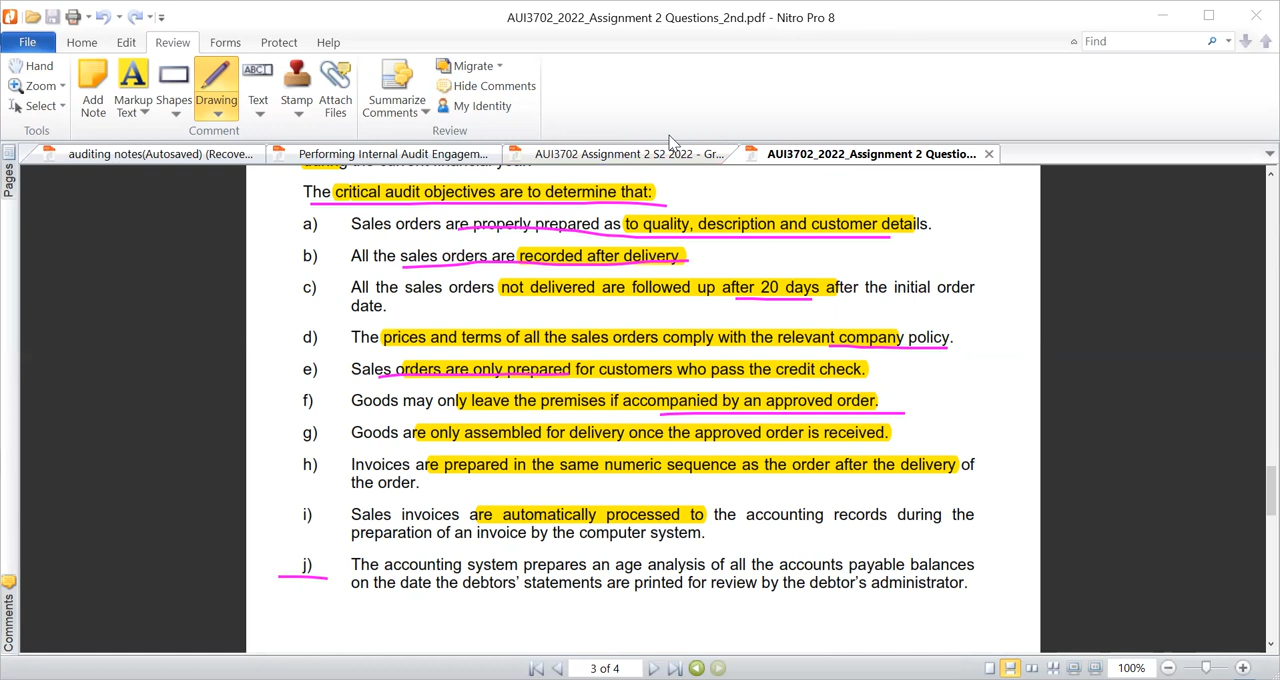 AUI3702_2022_Assignment 2 Questions_2nd.pdf - Nitro Pro 8
File Home Edit Review Forms Protect Help
Find
Hand
Zoom
Select
Tools
Add Note
Markup Text
Shapes
Drawing
ABC
Text
Stamp
Attach Files
Comment
Summarize Comments
Migrate
Hide Comments
My Identity
Review
auditing notes(Autosaved) (Recove...
Performing Internal Audit Engagem...
AUI3702 Assignment 2 S2 2022 - Gr...
AUI3702_2022_Assignment 2 Questio...
Pages
The critical audit objectives are to determine that:
a) Sales orders are properly prepared as to quality, description and customer details.
b) All the sales orders are recorded after delivery
c) All the sales orders not delivered are followed up after 20 days after the initial order
date.
d) The prices and terms of all the sales orders comply with the relevant company policy.
e) Sales orders are only prepared for customers who pass the credit check.
f) Goods may only leave the premises if accompanied by an approved order.
g) Goods are only assembled for delivery once the approved order is received.
h) Invoices are prepared in the same numeric sequence as the order after the delivery of
the order.
i) Sales invoices are automatically processed to the accounting records during the
preparation of an invoice by the computer system.
j) The accounting system prepares an age analysis of all the accounts payable balances
on the date the debtors' statements are printed for review by the debtor's administrator.
Comments
3 of 4
100%